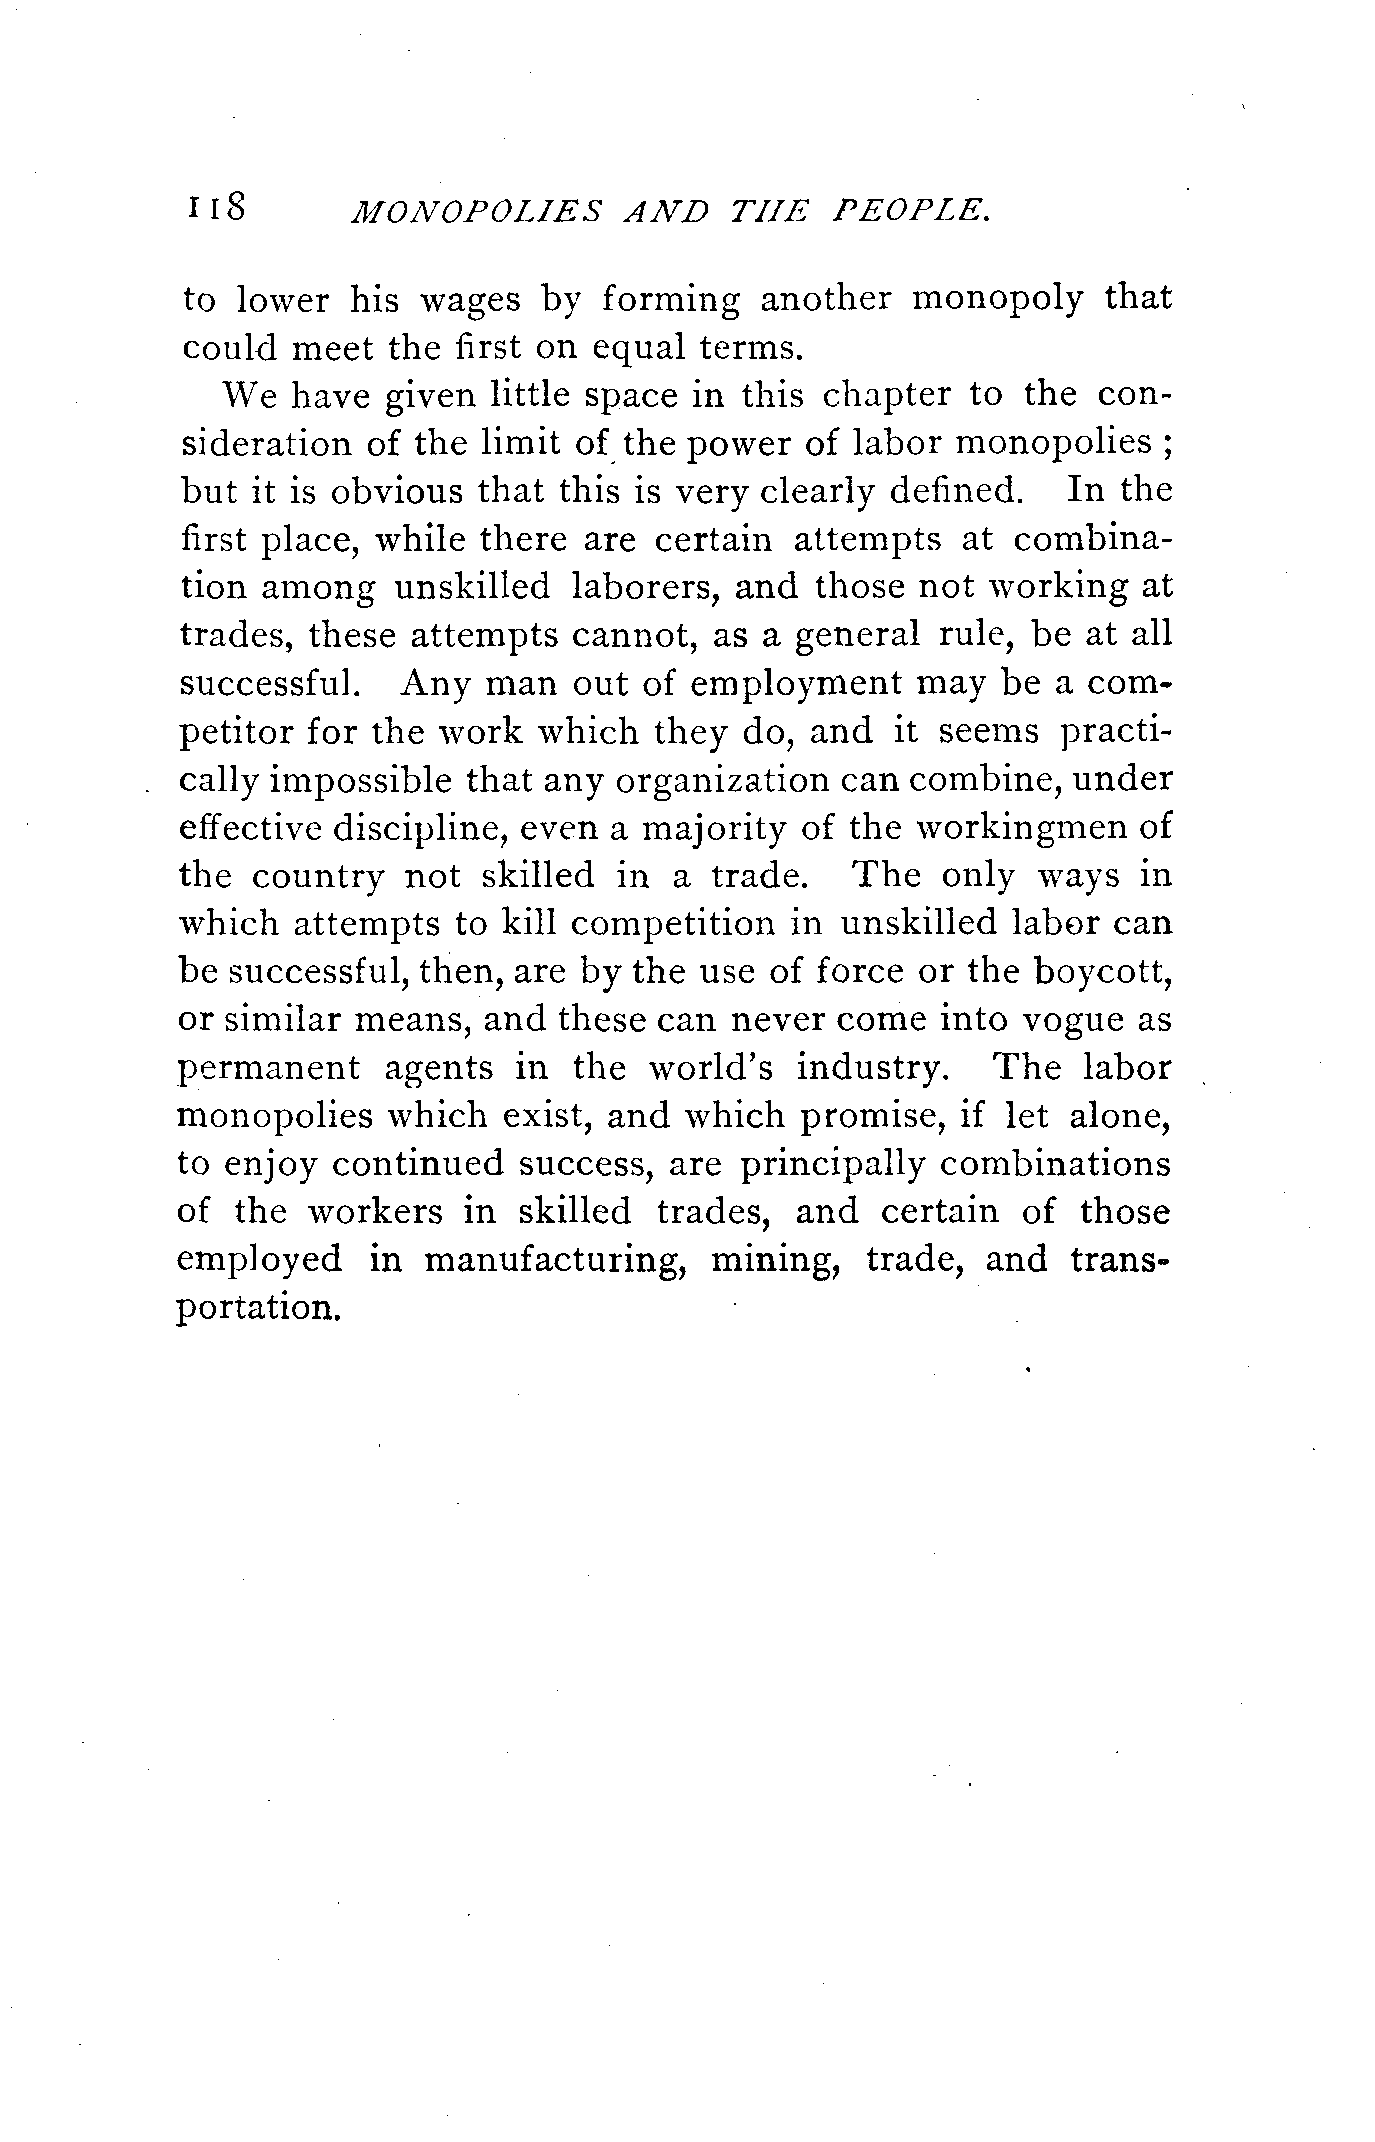 118 MONOPOLIES AND THE PEOPLE.
to lower his wages by forming another monopoly that
could meet the first on equal terms.
We have given little space in this chapter to the con-
sideration of the limit of the power of labor monopolies ;
but it is obvious that this is very clearly defined. In the
first place, while there are certain attempts at combina-
tion among unskilled laborers, and those not working at
trades, these attempts cannot, as a general rule, be at all
successful. Any man out of employment may be a com-
petitor for the work which they do, and it seems practi-
cally impossible that any organization can combine, under
effective discipline, even a majority of the workingmen of
the country not skilled in a trade. The only ways in
which attempts to kill competition in unskilled labor can
be successful, then, are by the use of force or the boycott,
or similar means, and these can never come into vogue as
permanent agents in the world's industry. The labor
monopolies which exist, and which promise, if let alone,
to enjoy continued success, are principally combinations
of the workers in skilled trades, and certain of those
employed in manufacturing, mining, trade, and trans-
portation.